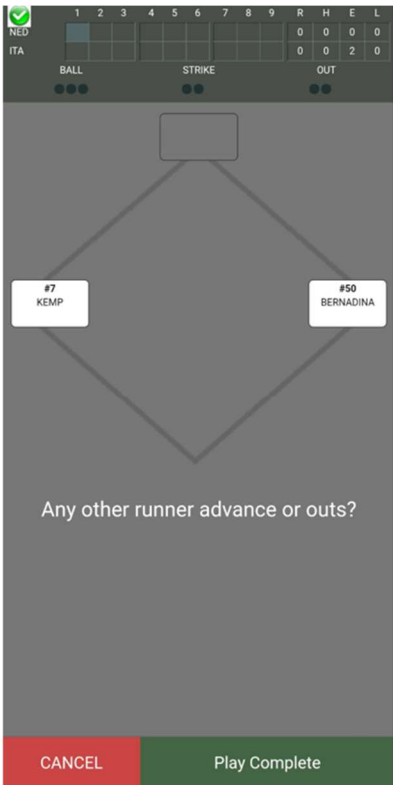 1 2 3 4 5 6 7 8 9 R H E L
NED 0 0 0 0
ITA 0 0 2 0
BALL STRIKE OUT
#7
KEMP
#50
BERNADINA
Any other runner advance or outs?
CANCEL Play Complete